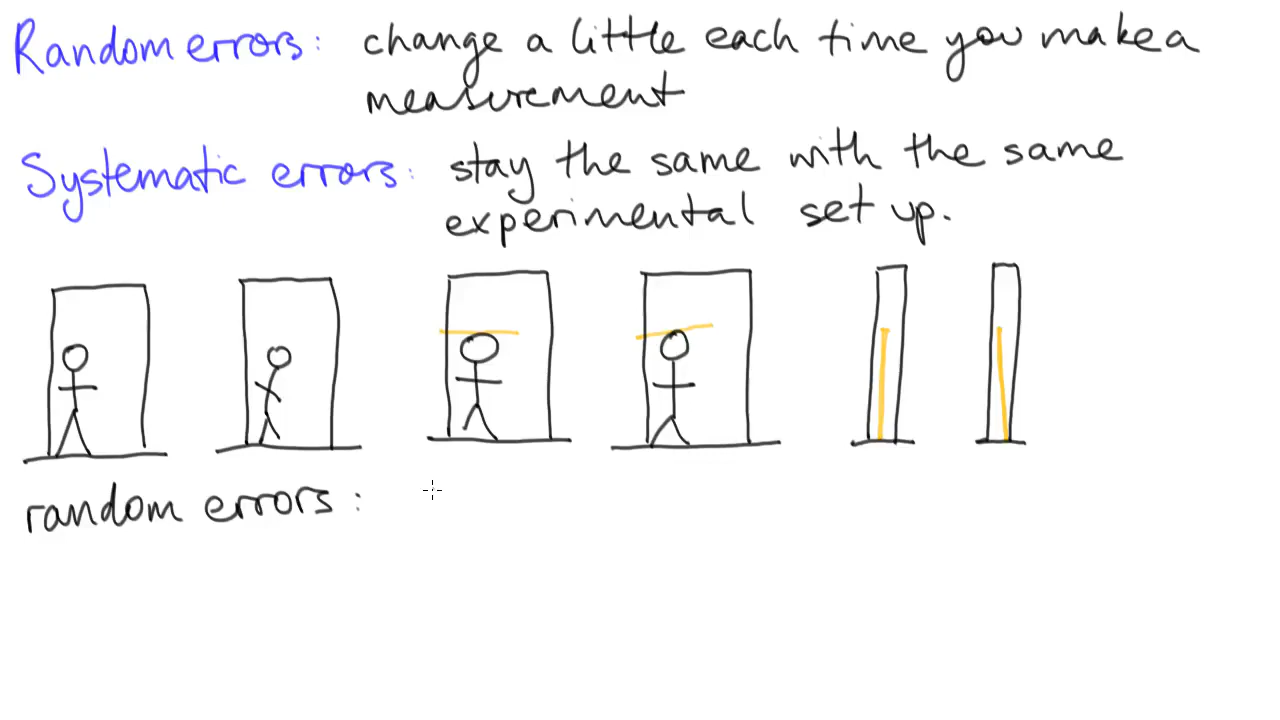 Random errors: change a little each time you make a
measurement
Systematic errors: stay the same with the same
experimental set up.
random errors: